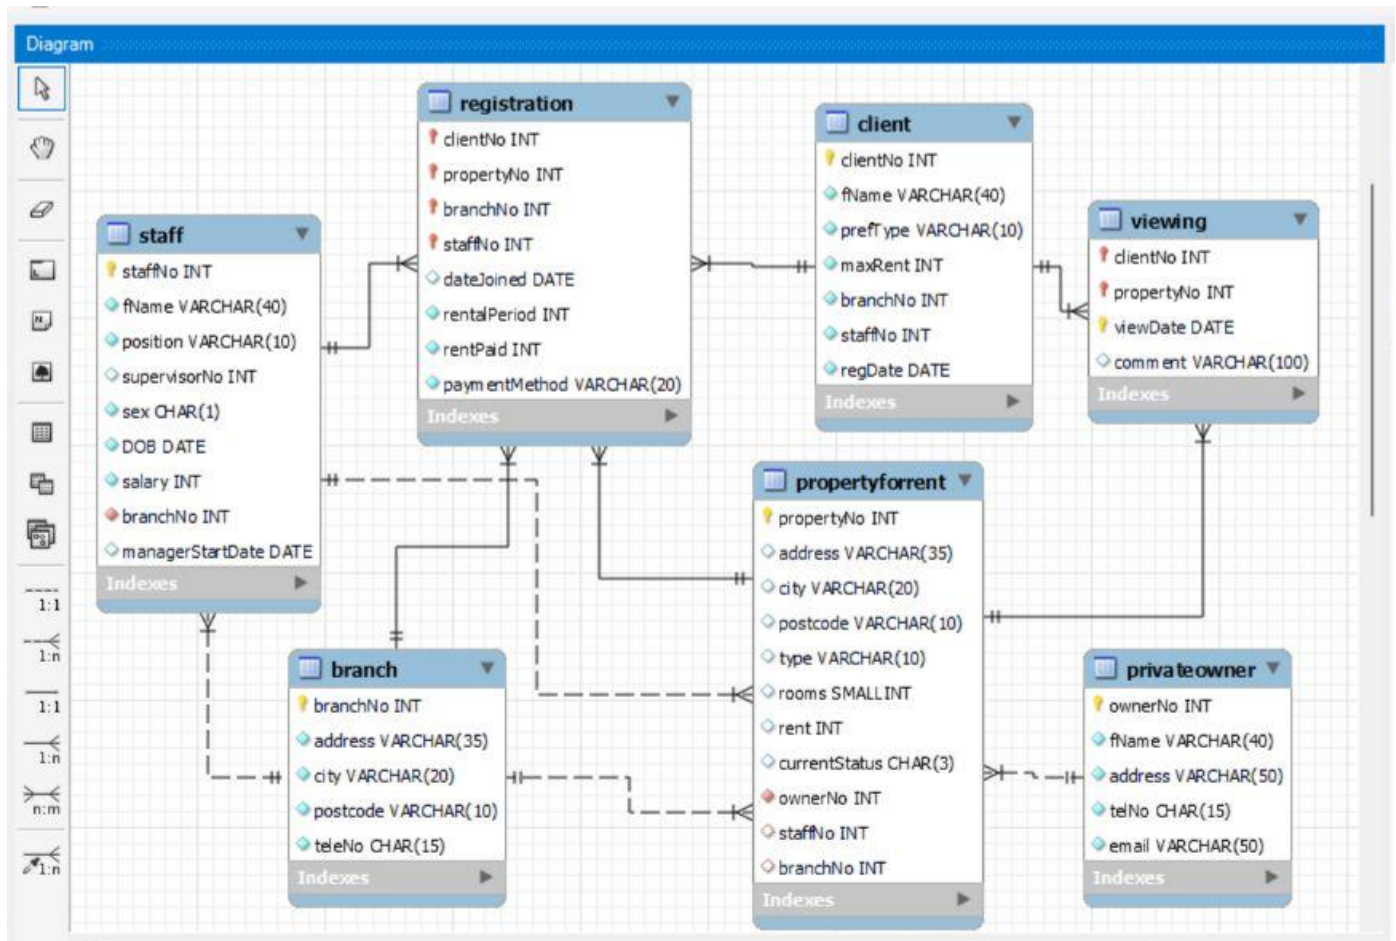 Diagram
registration
clientNo INT
propertyNo INT
branchNo INT
staffNo INT
dateJoined DATE
rentalPeriod INT
rentPaid INT
paymentMethod VARCHAR(20)
Indexes
client
clientNo INT
fName VARCHAR(40)
prefType VARCHAR(10)
maxRent INT
branchNo INT
staffNo INT
regDate DATE
Indexes
viewing
clientNo INT
propertyNo INT
viewDate DATE
comment VARCHAR(100)
Indexes
staff
staffNo INT
fName VARCHAR(40)
position VARCHAR(10)
supervisorNo INT
sex CHAR(1)
DOB DATE
salary INT
branchNo INT
managerStartDate DATE
Indexes
propertyforrent
propertyNo INT
address VARCHAR(35)
city VARCHAR(20)
postcode VARCHAR(10)
type VARCHAR(10)
rooms SMALLINT
rent INT
currentStatus CHAR(3)
ownerNo INT
staffNo INT
branchNo INT
Indexes
branch
branchNo INT
address VARCHAR(35)
city VARCHAR(20)
postcode VARCHAR(10)
teleNo CHAR(15)
Indexes
privateowner
ownerNo INT
fName VARCHAR(40)
address VARCHAR(50)
telNo CHAR(15)
email VARCHAR(50)
Indexes
1:1
1:n
1:1
1:n
n:m
1:n